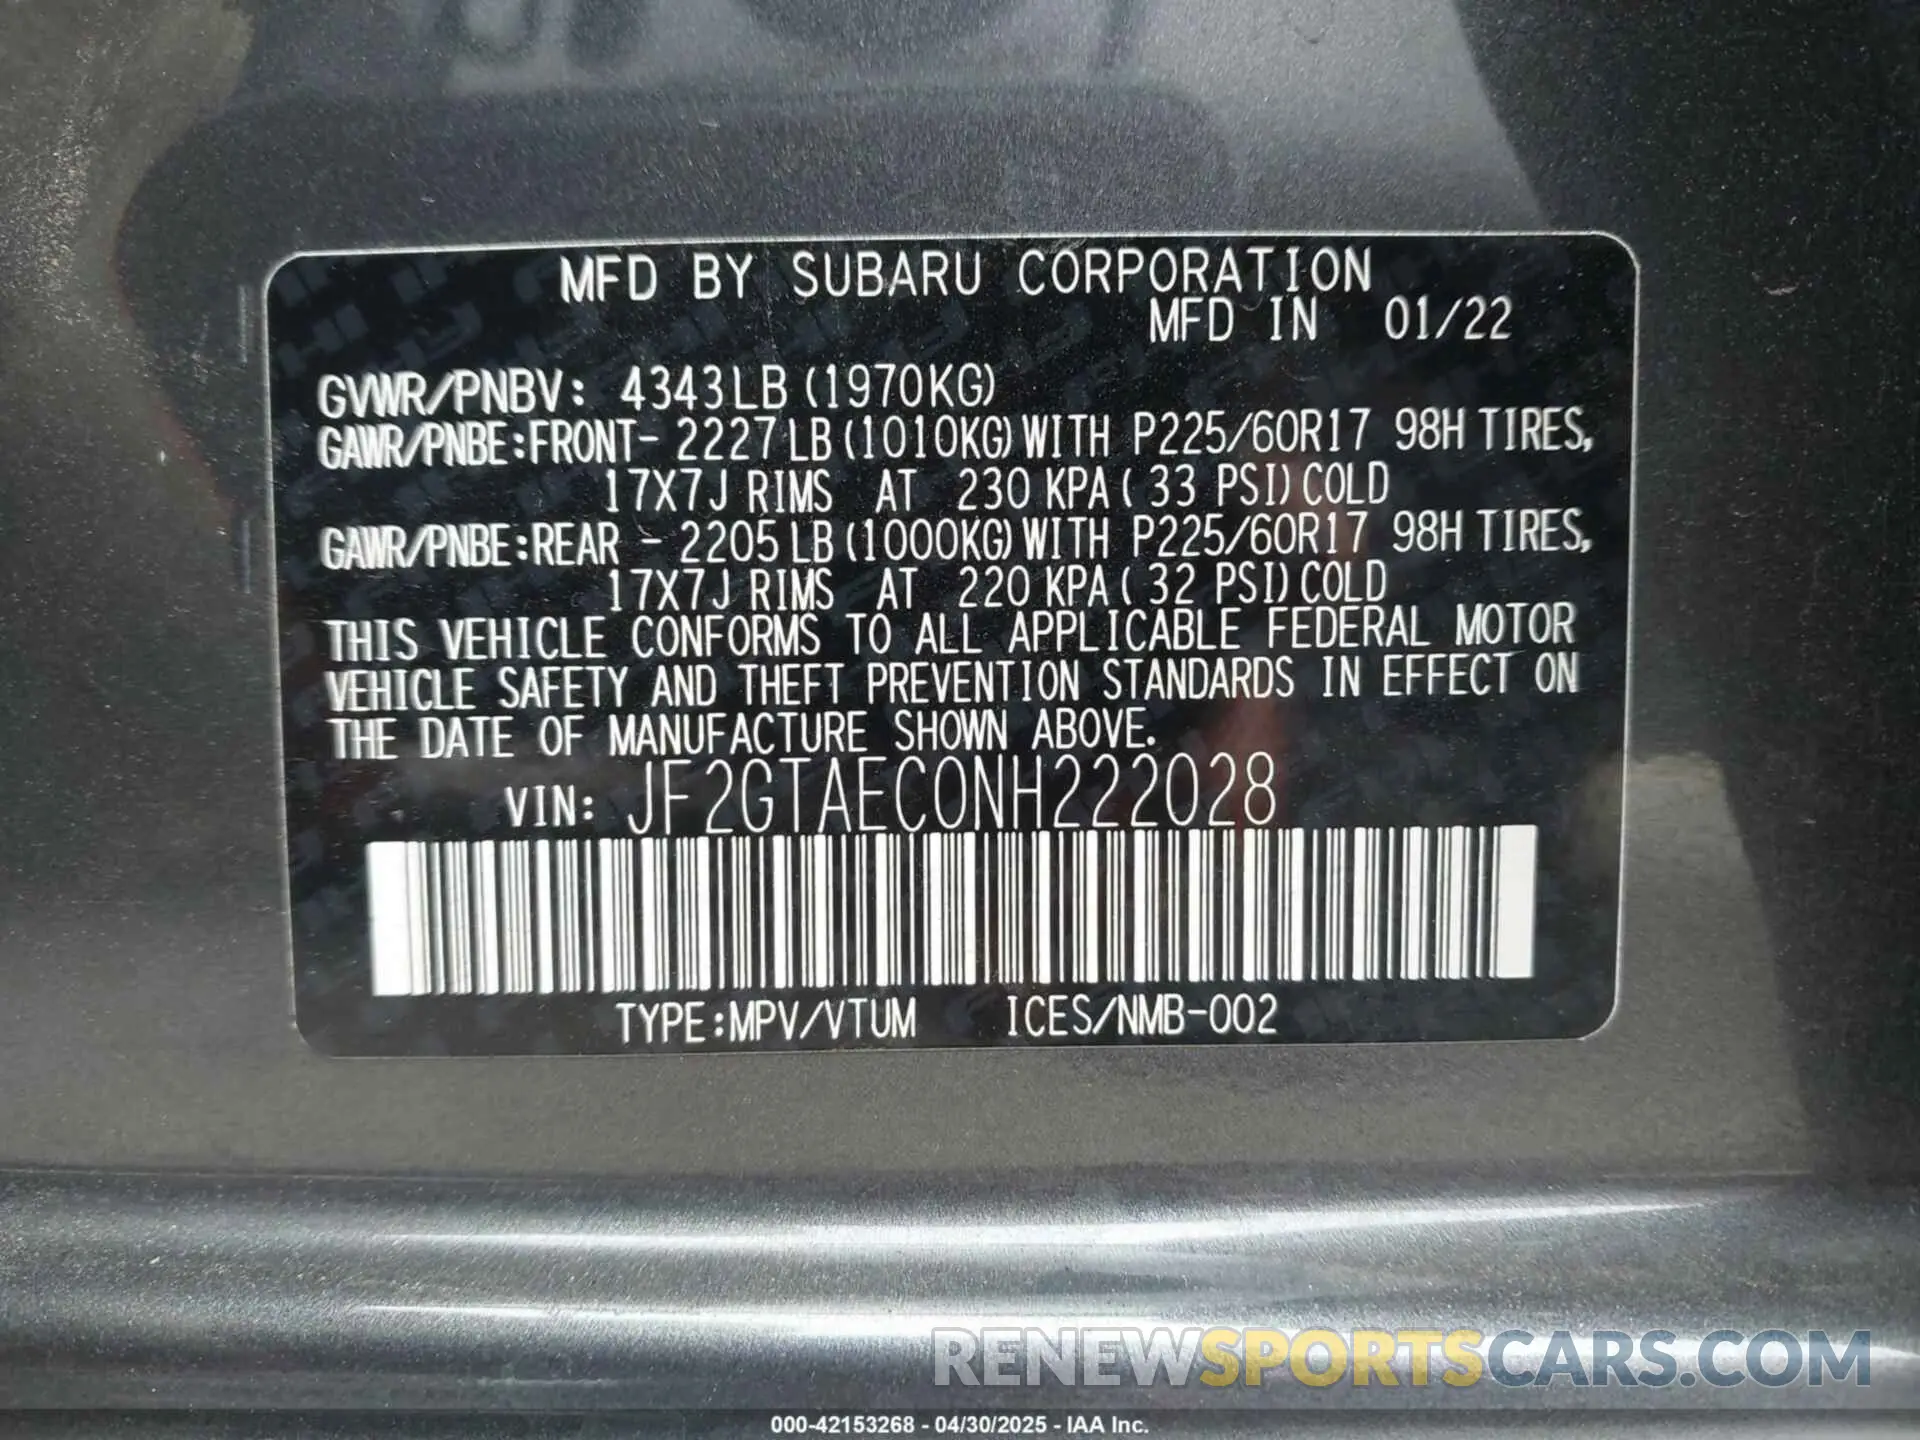 MFD BY SUBARU CORPORATION
MFD IN 01/22
GVWR/PNBV: 4343LB (1970KG)
GAWR/PNBE:FRONT- 2227LB (1010KG) WITH P225/60R17 98H TIRES,
17X7J RIMS AT 230 KPA( 33 PSI) COLD
GAWR/PNBE:REAR - 2205LB (1000KG) WITH P225/60R17 98H TIRES,
17X7J RIMS AT 220 KPA( 32 PSI) COLD
THIS VEHICLE CONFORMS TO ALL APPLICABLE FEDERAL MOTOR
VEHICLE SAFETY AND THEFT PREVENTION STANDARDS IN EFFECT ON
THE DATE OF MANUFACTURE SHOWN ABOVE.
VIN: JF2GTAEC0NH222028
TYPE:MPV/VTUM ICES/NMB-002
RENEWSPORTSCARS.COM
000-42153268 - 04/30/2025 - IAA Inc.